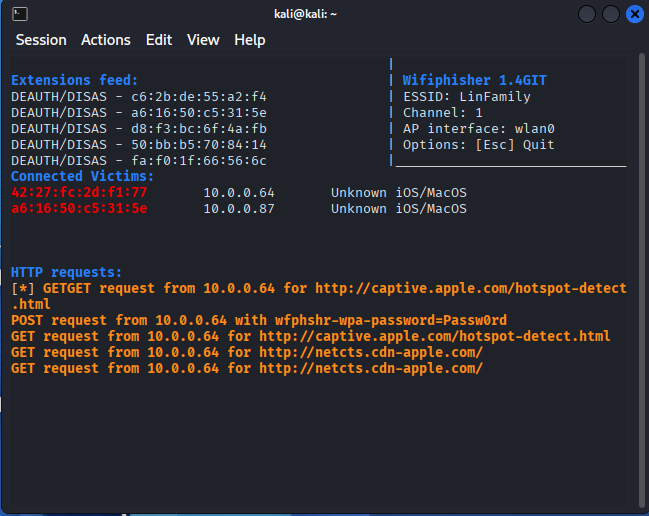 kali@kali: ~
Session Actions Edit View Help
Extensions feed: | Wifiphisher 1.4GIT
DEAUTH/DISAS - c6:2b:de:55:a2:f4 | ESSID: LinFamily
DEAUTH/DISAS - a6:16:50:c5:31:5e | Channel: 1
DEAUTH/DISAS - d8:f3:bc:6f:4a:fb | AP interface: wlan0
DEAUTH/DISAS - 50:bb:b5:70:84:14 | Options: [Esc] Quit
DEAUTH/DISAS - fa:f0:1f:66:56:6c |
Connected Victims:
42:27:fc:2d:f1:77 10.0.0.64 Unknown iOS/MacOS
a6:16:50:c5:31:5e 10.0.0.87 Unknown iOS/MacOS
HTTP requests:
[*] GETGET request from 10.0.0.64 for http://captive.apple.com/hotspot-detect
.html
POST request from 10.0.0.64 with wfphshr-wpa-password=Passw0rd
GET request from 10.0.0.64 for http://captive.apple.com/hotspot-detect.html
GET request from 10.0.0.64 for http://netcts.cdn-apple.com/
GET request from 10.0.0.64 for http://netcts.cdn-apple.com/